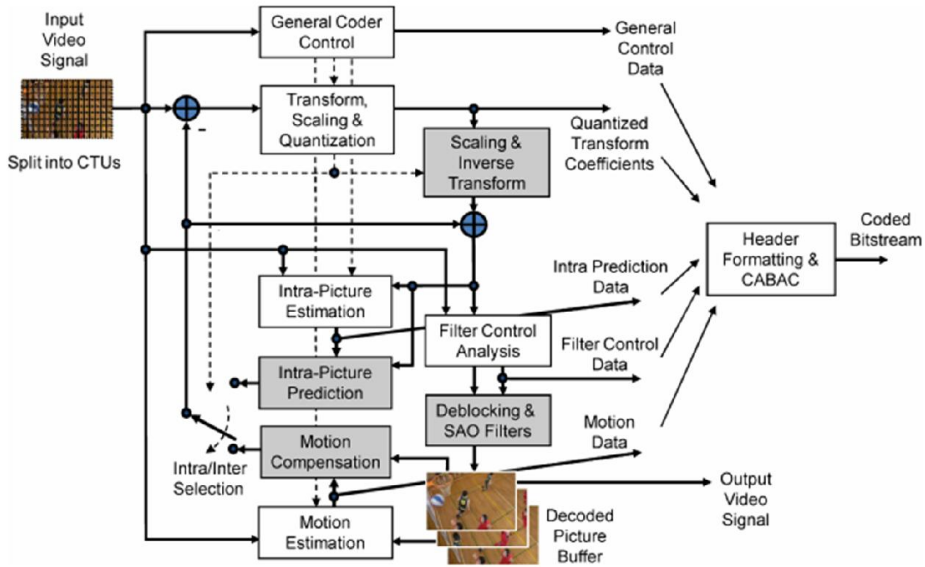 Input
Video
Signal
General Coder
Control
General
Control
Data
Transform,
Scaling &
Quantization
-
Split into CTUs
Scaling &
Inverse
Transform
Quantized
Transform
Coefficients
Header
Formatting &
CABAC
Coded
Bitstream
Intra-Picture
Estimation
Intra Prediction
Data
Filter Control
Analysis
Filter Control
Data
Intra-Picture
Prediction
Deblocking &
SAO Filters
Motion
Data
Motion
Compensation
Intra/Inter
Selection
Output
Video
Signal
Motion
Estimation
Decoded
Picture
Buffer